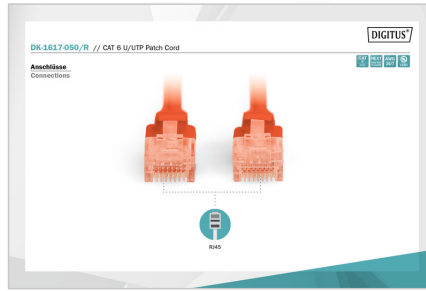 DIGITUS®
DK-1617-050/R // CAT 6 U/UTP Patch Cord
Anschlüsse
Connections
RJ45